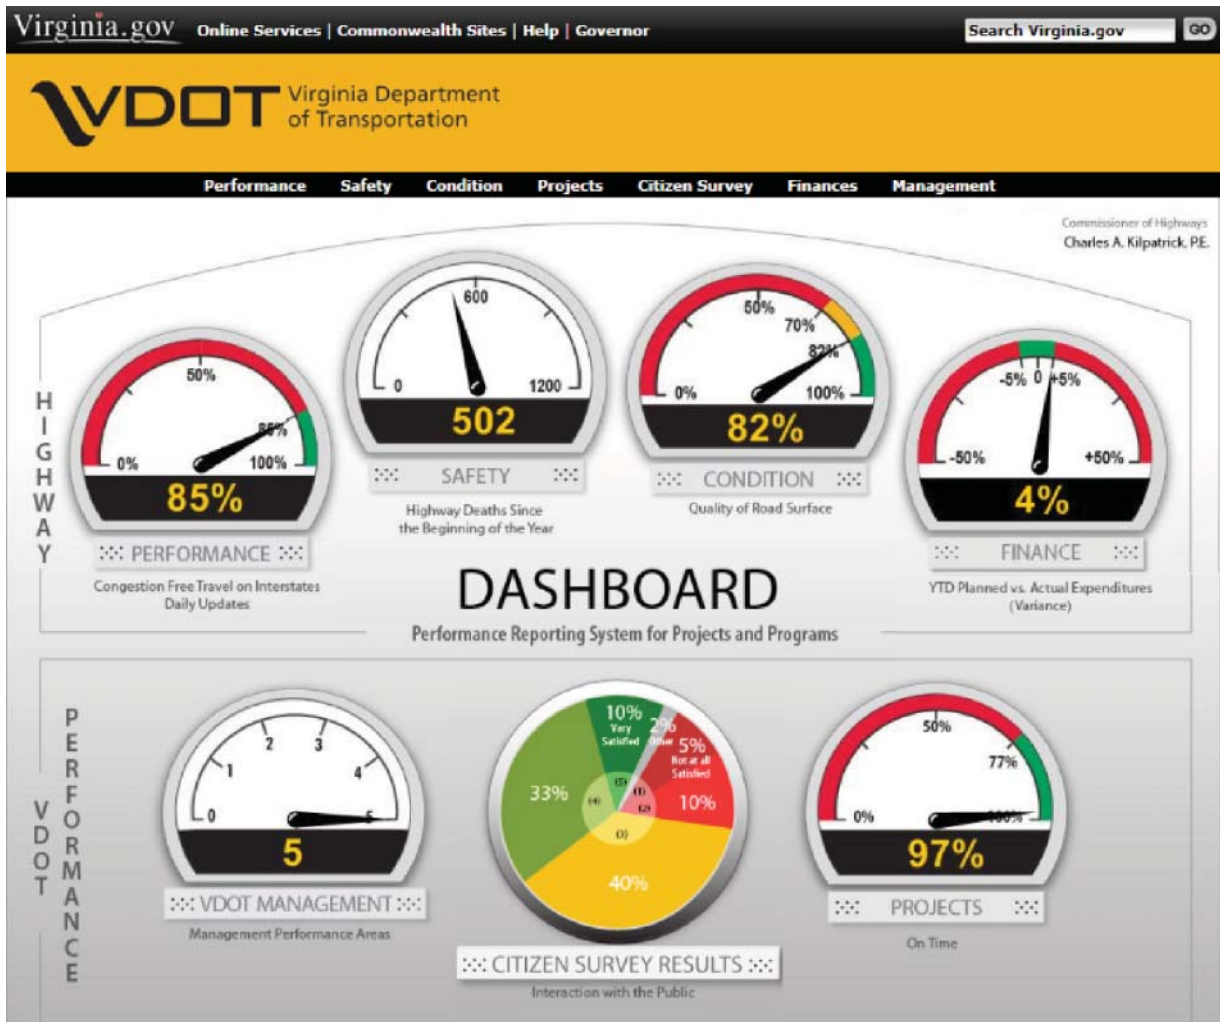 Virginia.gov Online Services | Commonwealth Sites | Help | Governor
Search Virginia.gov GO
VDOT Virginia Department
of Transportation
Performance Safety Condition Projects Citizen Survey Finances Management
Commissioner of Highways
Charles A. Kilpatrick, P.E.
HIGHWAY
0% 50% 85% 100%
85%
PERFORMANCE
Congestion Free Travel on Interstates
Daily Updates
0 600 1200
502
SAFETY
Highway Deaths Since
the Beginning of the Year
0% 50% 70% 82% 100%
82%
CONDITION
Quality of Road Surface
-50% -5% 0 +5% +50%
4%
FINANCE
YTD Planned vs. Actual Expenditures
(Variance)
DASHBOARD
Performance Reporting System for Projects and Programs
VDOT
PERFORMANCE
0 1 2 3 4 5
5
VDOT MANAGEMENT
Management Performance Areas
10%
Very
Satisfied
2%
Other
5%
Not at all
Satisfied
10%
40%
33%
(5)
(1)
(2)
(3)
(4)
CITIZEN SURVEY RESULTS
Interaction with the Public
0% 50% 77% 100%
97%
PROJECTS
On Time